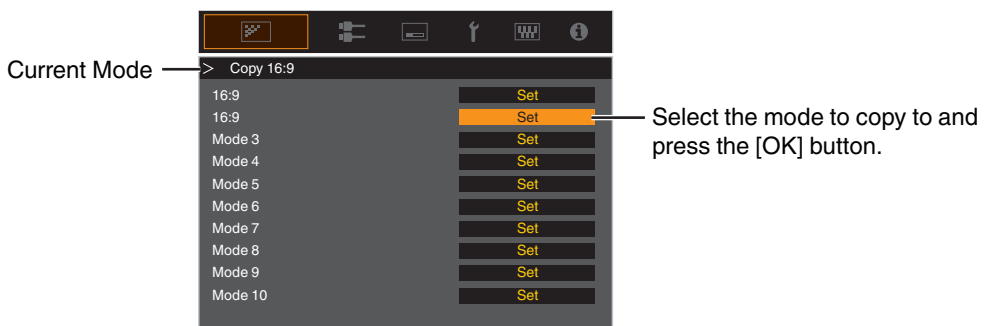 Current Mode
> Copy 16:9
16:9 Set
16:9 Set
Mode 3 Set
Mode 4 Set
Mode 5 Set
Mode 6 Set
Mode 7 Set
Mode 8 Set
Mode 9 Set
Mode 10 Set
Select the mode to copy to and
press the [OK] button.